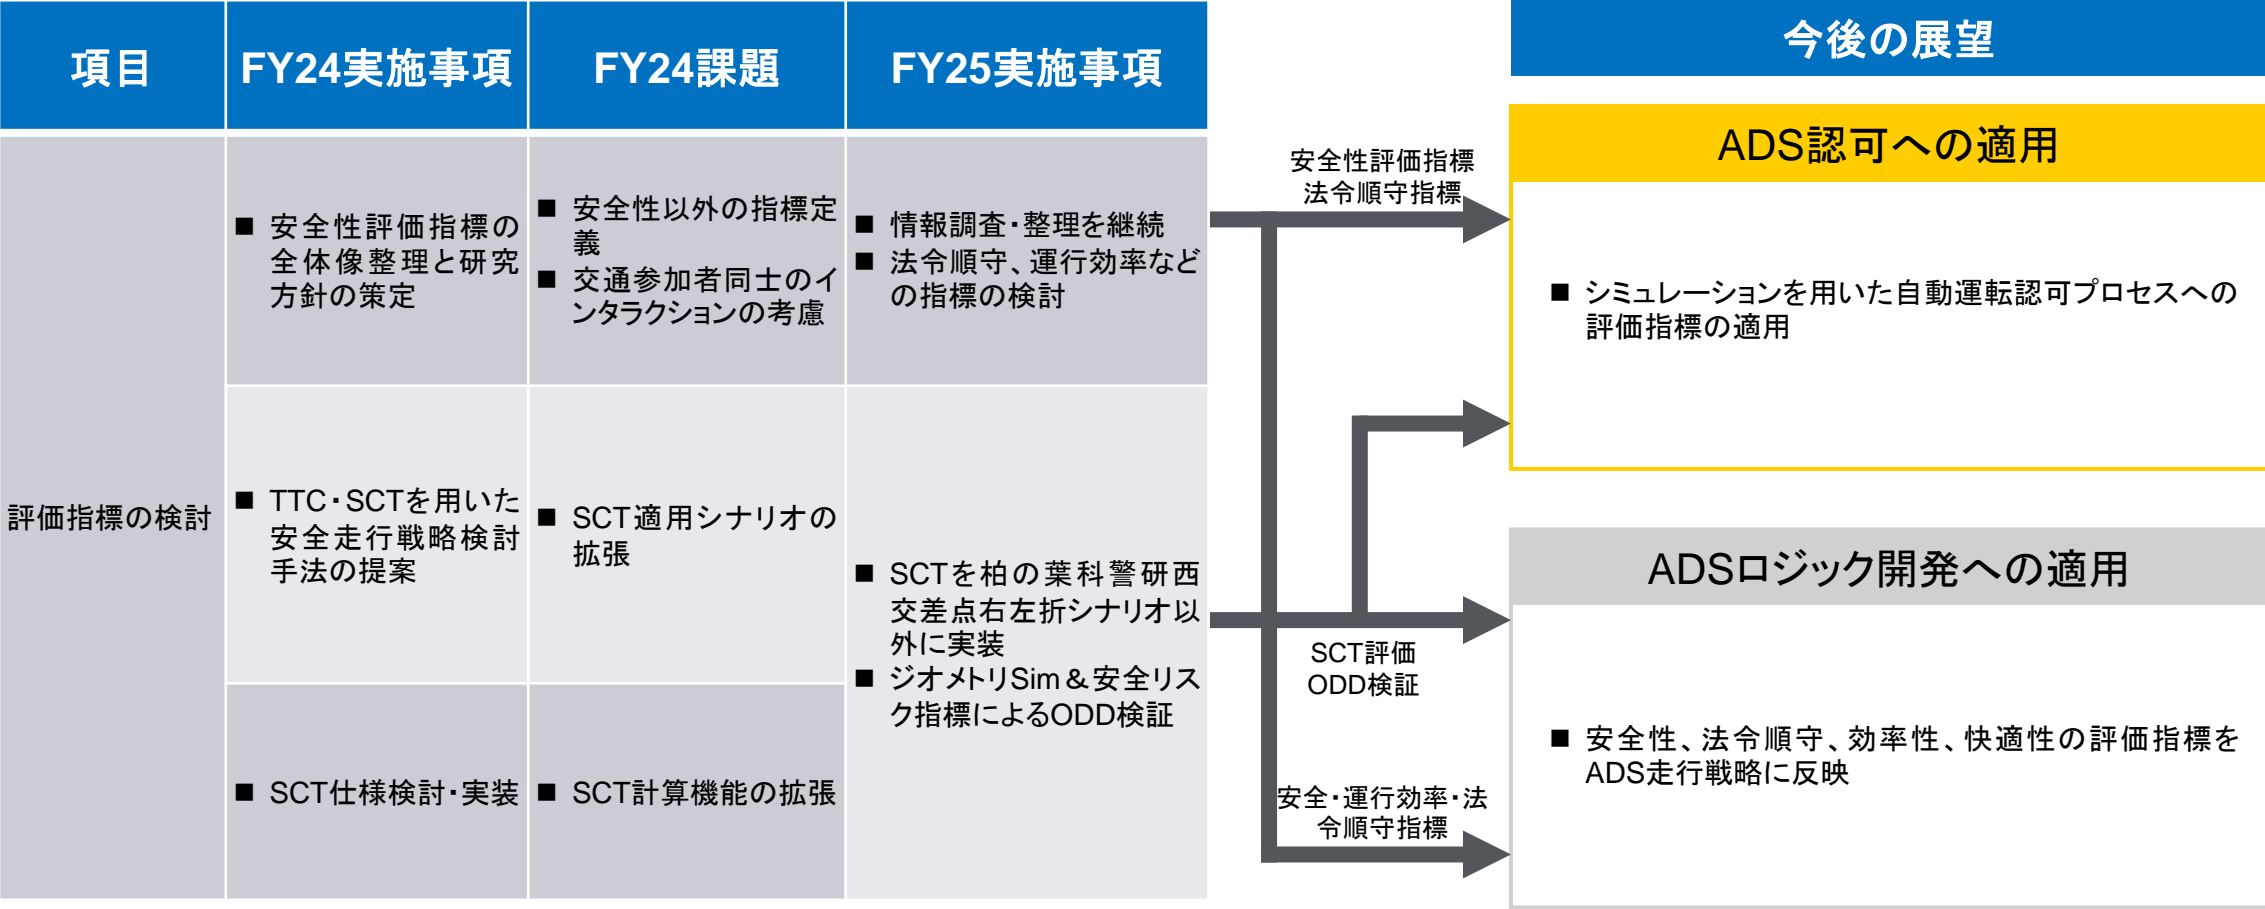 項目
FY24実施事項
FY24課題
FY25実施事項
今後の展望
評価指標の検討
■ 安全性評価指標の
全体像整理と研究
方針の策定
■ 安全性以外の指標定
義
■ 交通参加者同士のイ
ンタラクションの考慮
■ 情報調査・整理を継続
■ 法令順守、運行効率など
の指標の検討
■ TTC・SCTを用いた
安全走行戦略検討
手法の提案
■ SCT適用シナリオの
拡張
■ SCTを柏の葉科警研西
交差点右左折シナリオ以
外に実装
■ ジオメトリSim＆安全リス
ク指標によるODD検証
■ SCT仕様検討・実装
■ SCT計算機能の拡張
安全性評価指標
法令順守指標
SCT評価
ODD検証
安全・運行効率・法
令順守指標
ADS認可への適用
■ シミュレーションを用いた自動運転認可プロセスへの
評価指標の適用
ADSロジック開発への適用
■ 安全性、法令順守、効率性、快適性の評価指標を
ADS走行戦略に反映